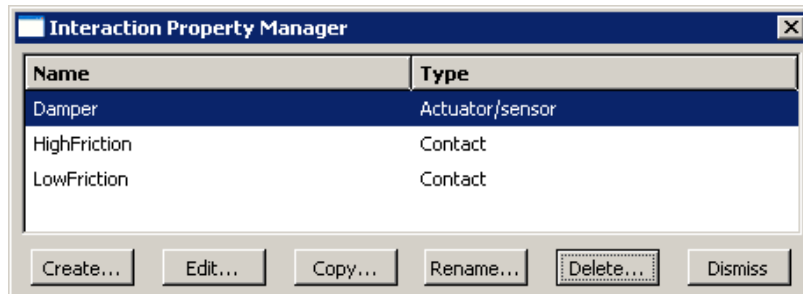 Interaction Property Manager
Name Type
Damper Actuator/sensor
HighFriction Contact
LowFriction Contact
Create... Edit... Copy... Rename... Delete... Dismiss